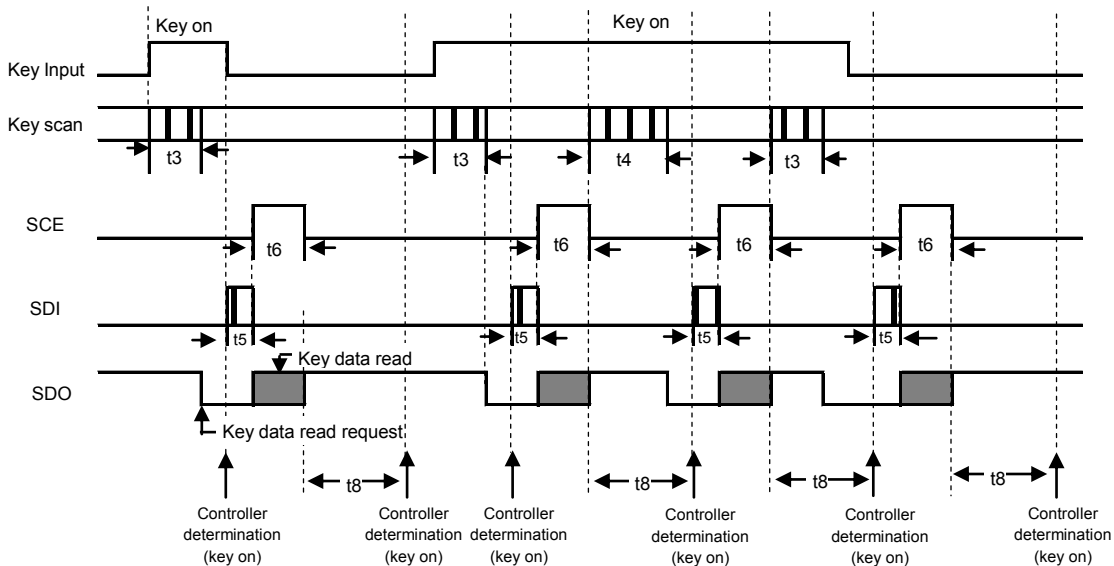 Key on
Key on
Key Input
Key scan
t3
t3
t4
t3
SCE
t6
t6
t6
t6
SDI
t5
t5
t5
t5
Key data read
SDO
Key data read request
t8
t8
t8
t8
Controller
determination
(key on)
Controller
determination
(key on)
Controller
determination
(key on)
Controller
determination
(key on)
Controller
determination
(key on)
Controller
determination
(key on)